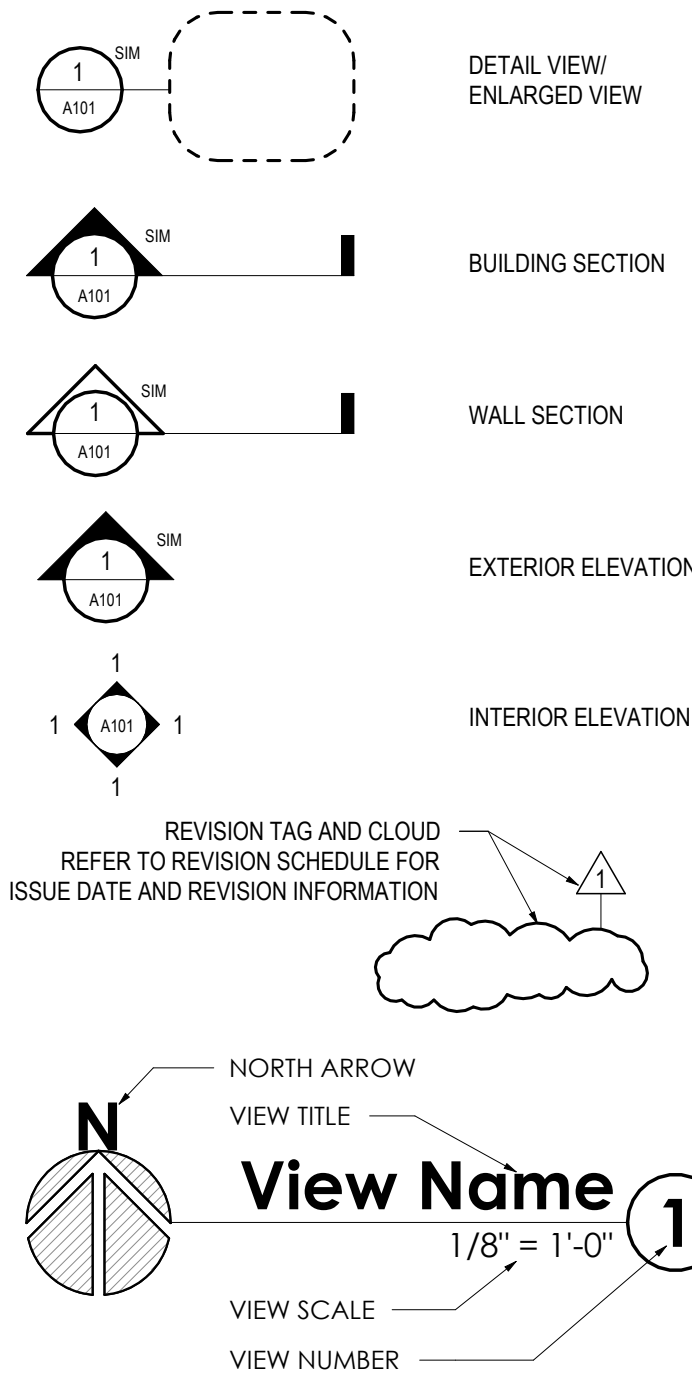 SIM
1
A101
DETAIL VIEW/
ENLARGED VIEW
SIM
1
A101
BUILDING SECTION
SIM
1
A101
WALL SECTION
SIM
1
A101
EXTERIOR ELEVATION
1
1
A101
1
1
INTERIOR ELEVATION
REVISION TAG AND CLOUD
REFER TO REVISION SCHEDULE FOR
ISSUE DATE AND REVISION INFORMATION
1
NORTH ARROW
N
VIEW TITLE
View Name
1
1/8" = 1'-0"
VIEW SCALE
VIEW NUMBER